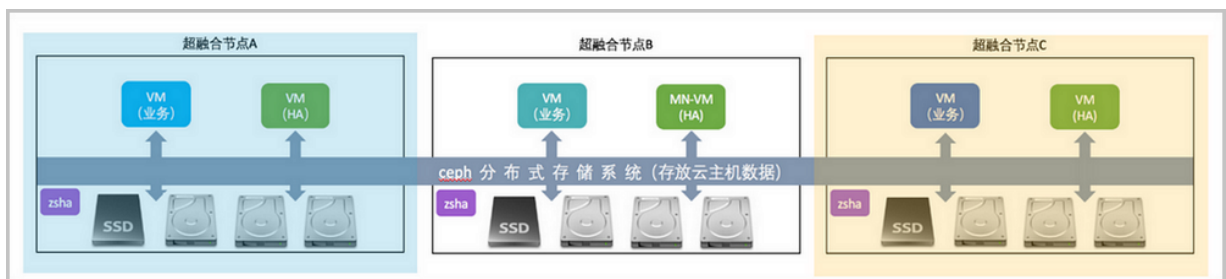 超融合节点A
超融合节点B
超融合节点C
VM
(业务)
VM
(HA)
VM
(业务)
MN-VM
(HA)
VM
(业务)
VM
(HA)
ceph 分 布 式 存 储 系 统（存放云主机数据）
zsha
SSD
zsha
SSD
zsha
SSD